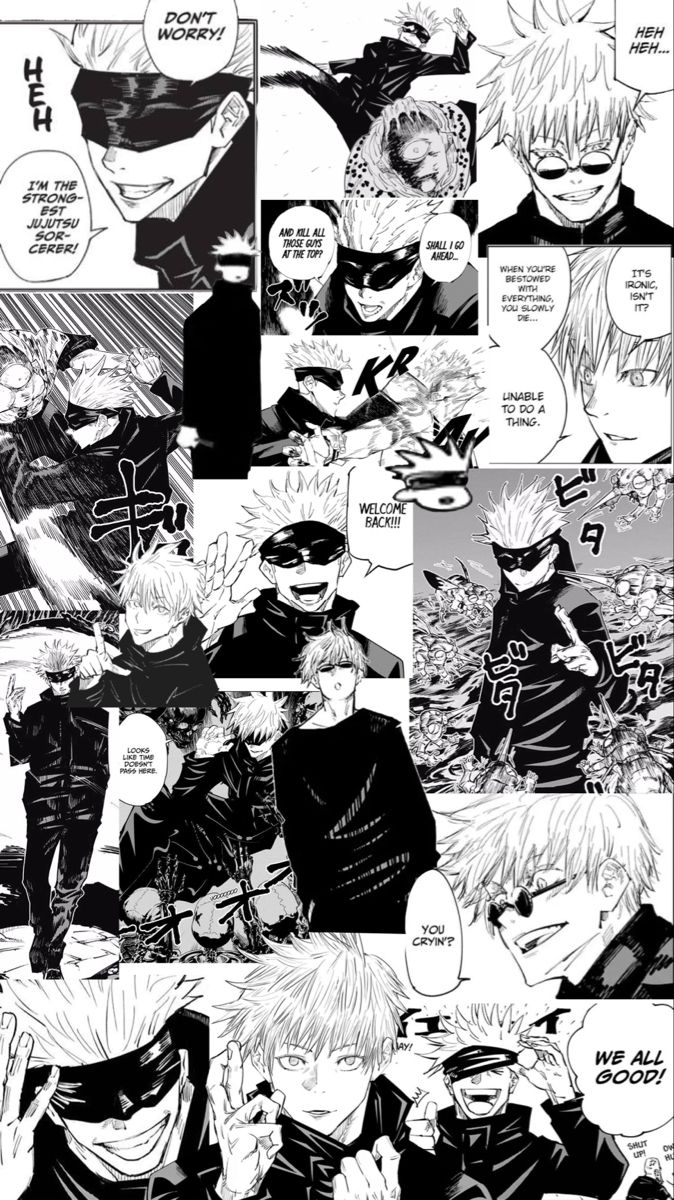 DON'T
WORRY!
HEH
I'M THE
STRONG-
EST
JUJUTSU
SOR-
CERER!
HEH
HEH...
AND KILL ALL
THOSE GUYS
AT THE TOP?
SHALL I GO
AHEAD...
IT'S
IRONIC,
ISN'T
IT?
WHEN YOU'RE
BESTOWED
WITH
EVERYTHING,
YOU SLOWLY
DIE...
UNABLE
TO DO A
THING.
KR
AK
WELCOME
BACK!!!
ビタ
ビタ
ビタ
LOOKS
LIKE TIME
DOESN'T
PASS HERE.
YOU
CRYIN'?
WE ALL
GOOD!
SHUT
UP!